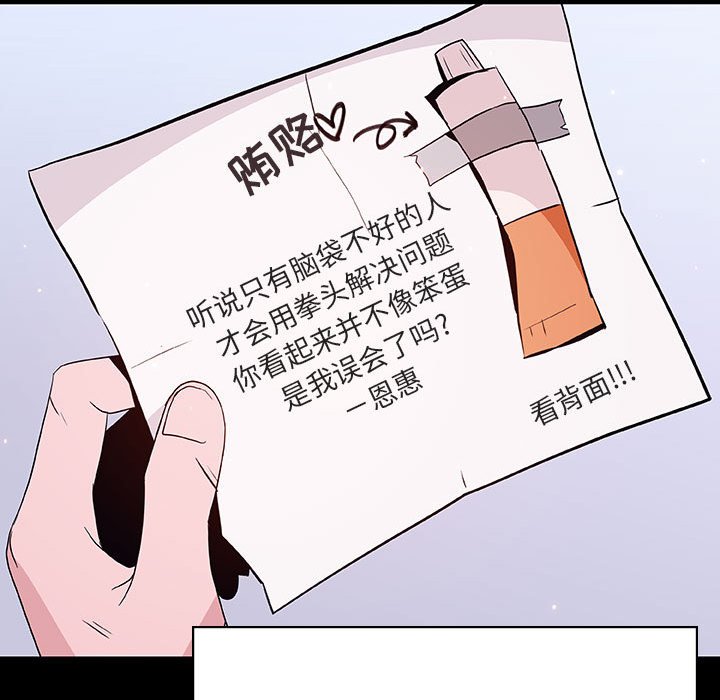 贿赂♡
听说只有脑袋不好的人
才会用拳头解决问题
你看起来并不像笨蛋
是我误会了吗?
－恩惠
看背面!!!